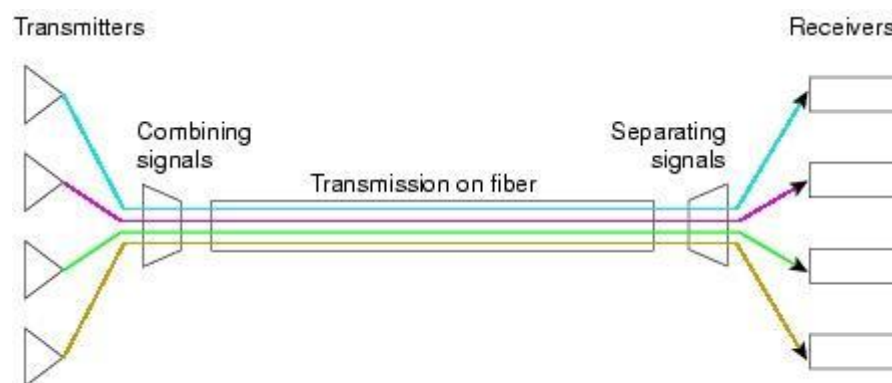 Transmitters
Receivers
Combining
signals
Separating
signals
Transmission on fiber